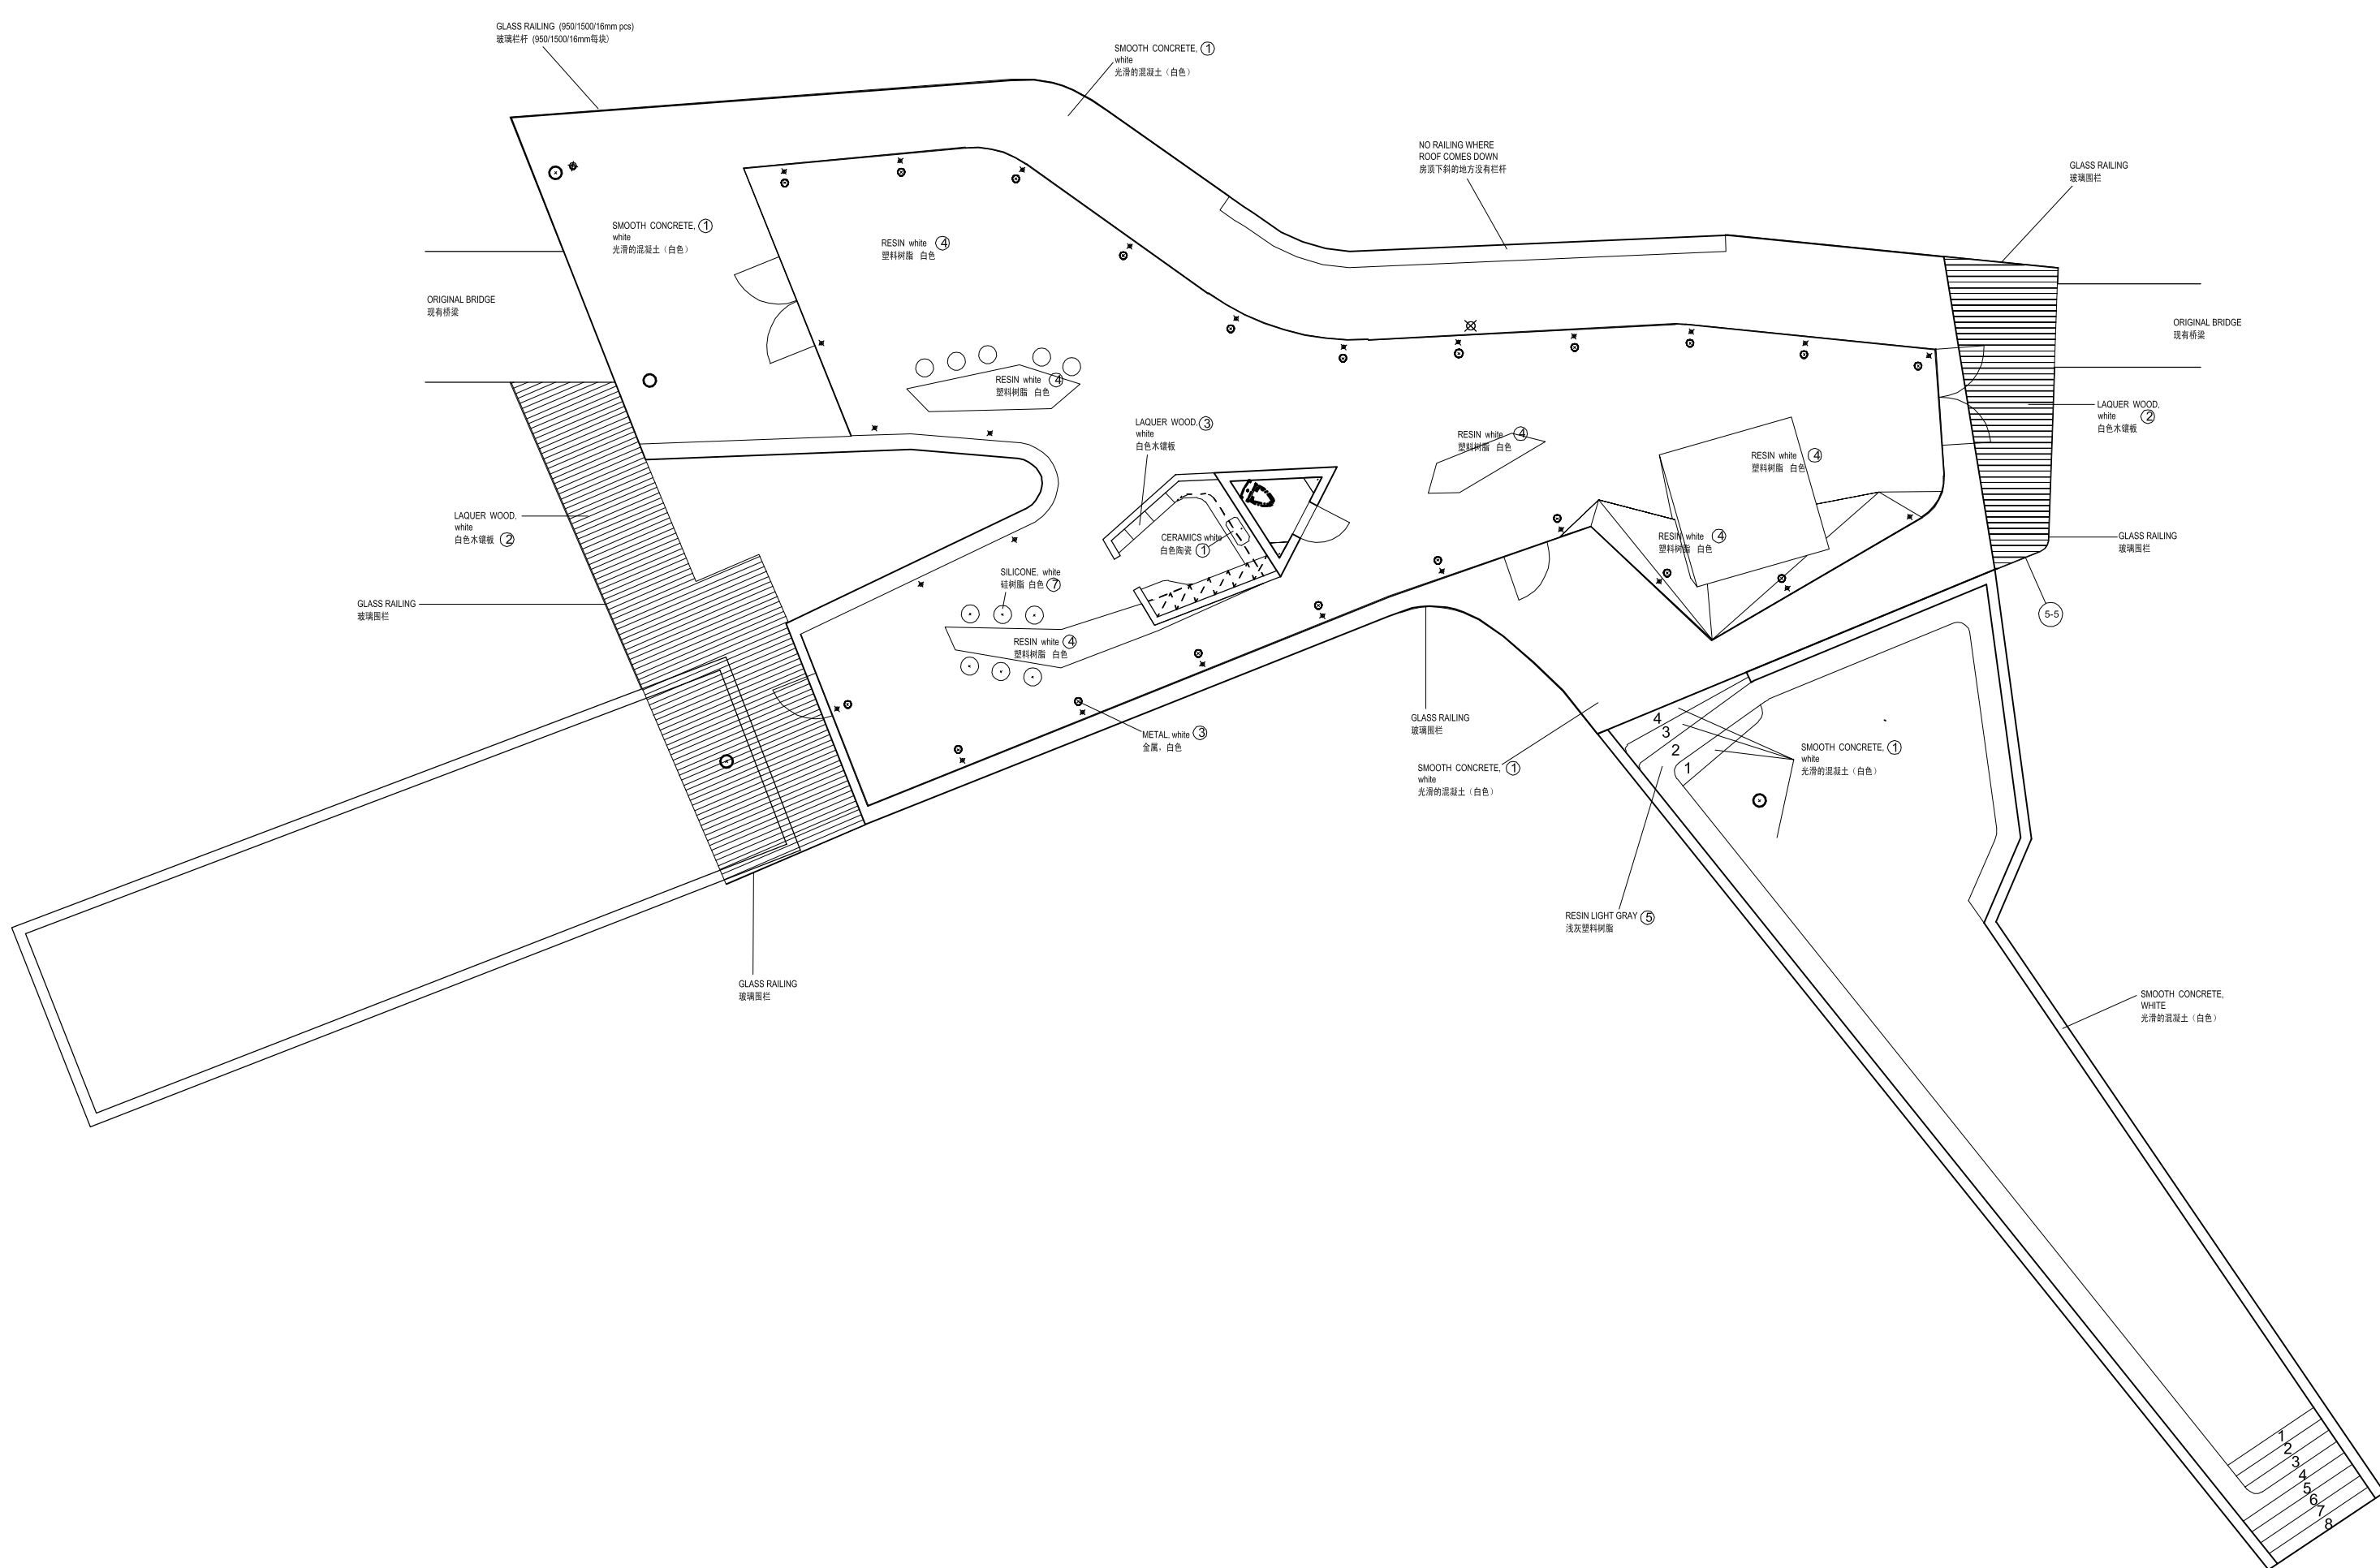 GLASS RAILING (950/1500/16mm pcs)
玻璃栏杆 (950/1500/16mm每块)
SMOOTH CONCRETE, 1
white
光滑的混凝土（白色）
NO RAILING WHERE
ROOF COMES DOWN
房顶下斜的地方没有栏杆
GLASS RAILING
玻璃围栏
SMOOTH CONCRETE, 1
white
光滑的混凝土（白色）
RESIN white 4
塑料树脂 白色
ORIGINAL BRIDGE
现有桥梁
ORIGINAL BRIDGE
现有桥梁
RESIN white 4
塑料树脂 白色
LAQUER WOOD,
white 2
白色木镶板
LAQUER WOOD, 3
white
白色木镶板
RESIN white 4
塑料树脂 白色
RESIN white 4
塑料树脂 白色
LAQUER WOOD,
white
白色木镶板 2
CERAMICS white
白色陶瓷 1
RESIN white 4
塑料树脂 白色
GLASS RAILING
玻璃围栏
SILICONE, white
硅树脂 白色 7
GLASS RAILING
玻璃围栏
5-5
RESIN white 4
塑料树脂 白色
GLASS RAILING
玻璃围栏
METAL, white 3
金属，白色
4
3
2
1
SMOOTH CONCRETE, 1
white
光滑的混凝土（白色）
SMOOTH CONCRETE, 1
white
光滑的混凝土（白色）
RESIN LIGHT GRAY 5
浅灰塑料树脂
GLASS RAILING
玻璃围栏
SMOOTH CONCRETE,
WHITE
光滑的混凝土（白色）
1
2
3
4
5
6
7
8